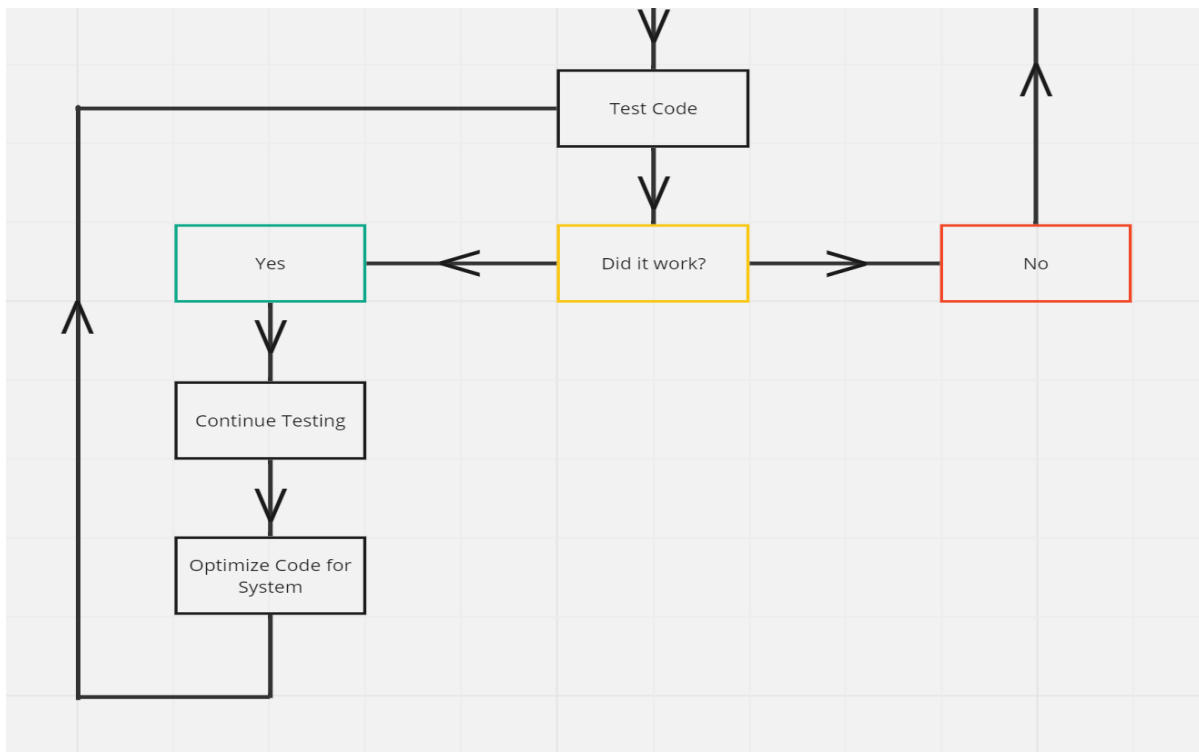 Test Code
Yes
Did it work?
No
Continue Testing
Optimize Code for
System